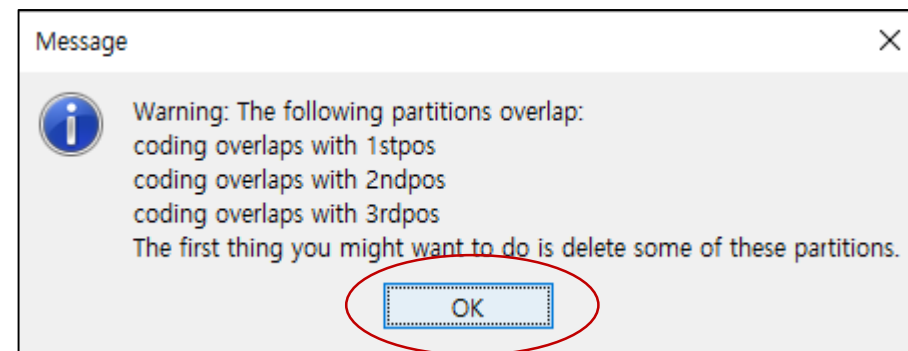 Message
Warning: The following partitions overlap:
coding overlaps with 1stpos
coding overlaps with 2ndpos
coding overlaps with 3rdpos
The first thing you might want to do is delete some of these partitions.
OK